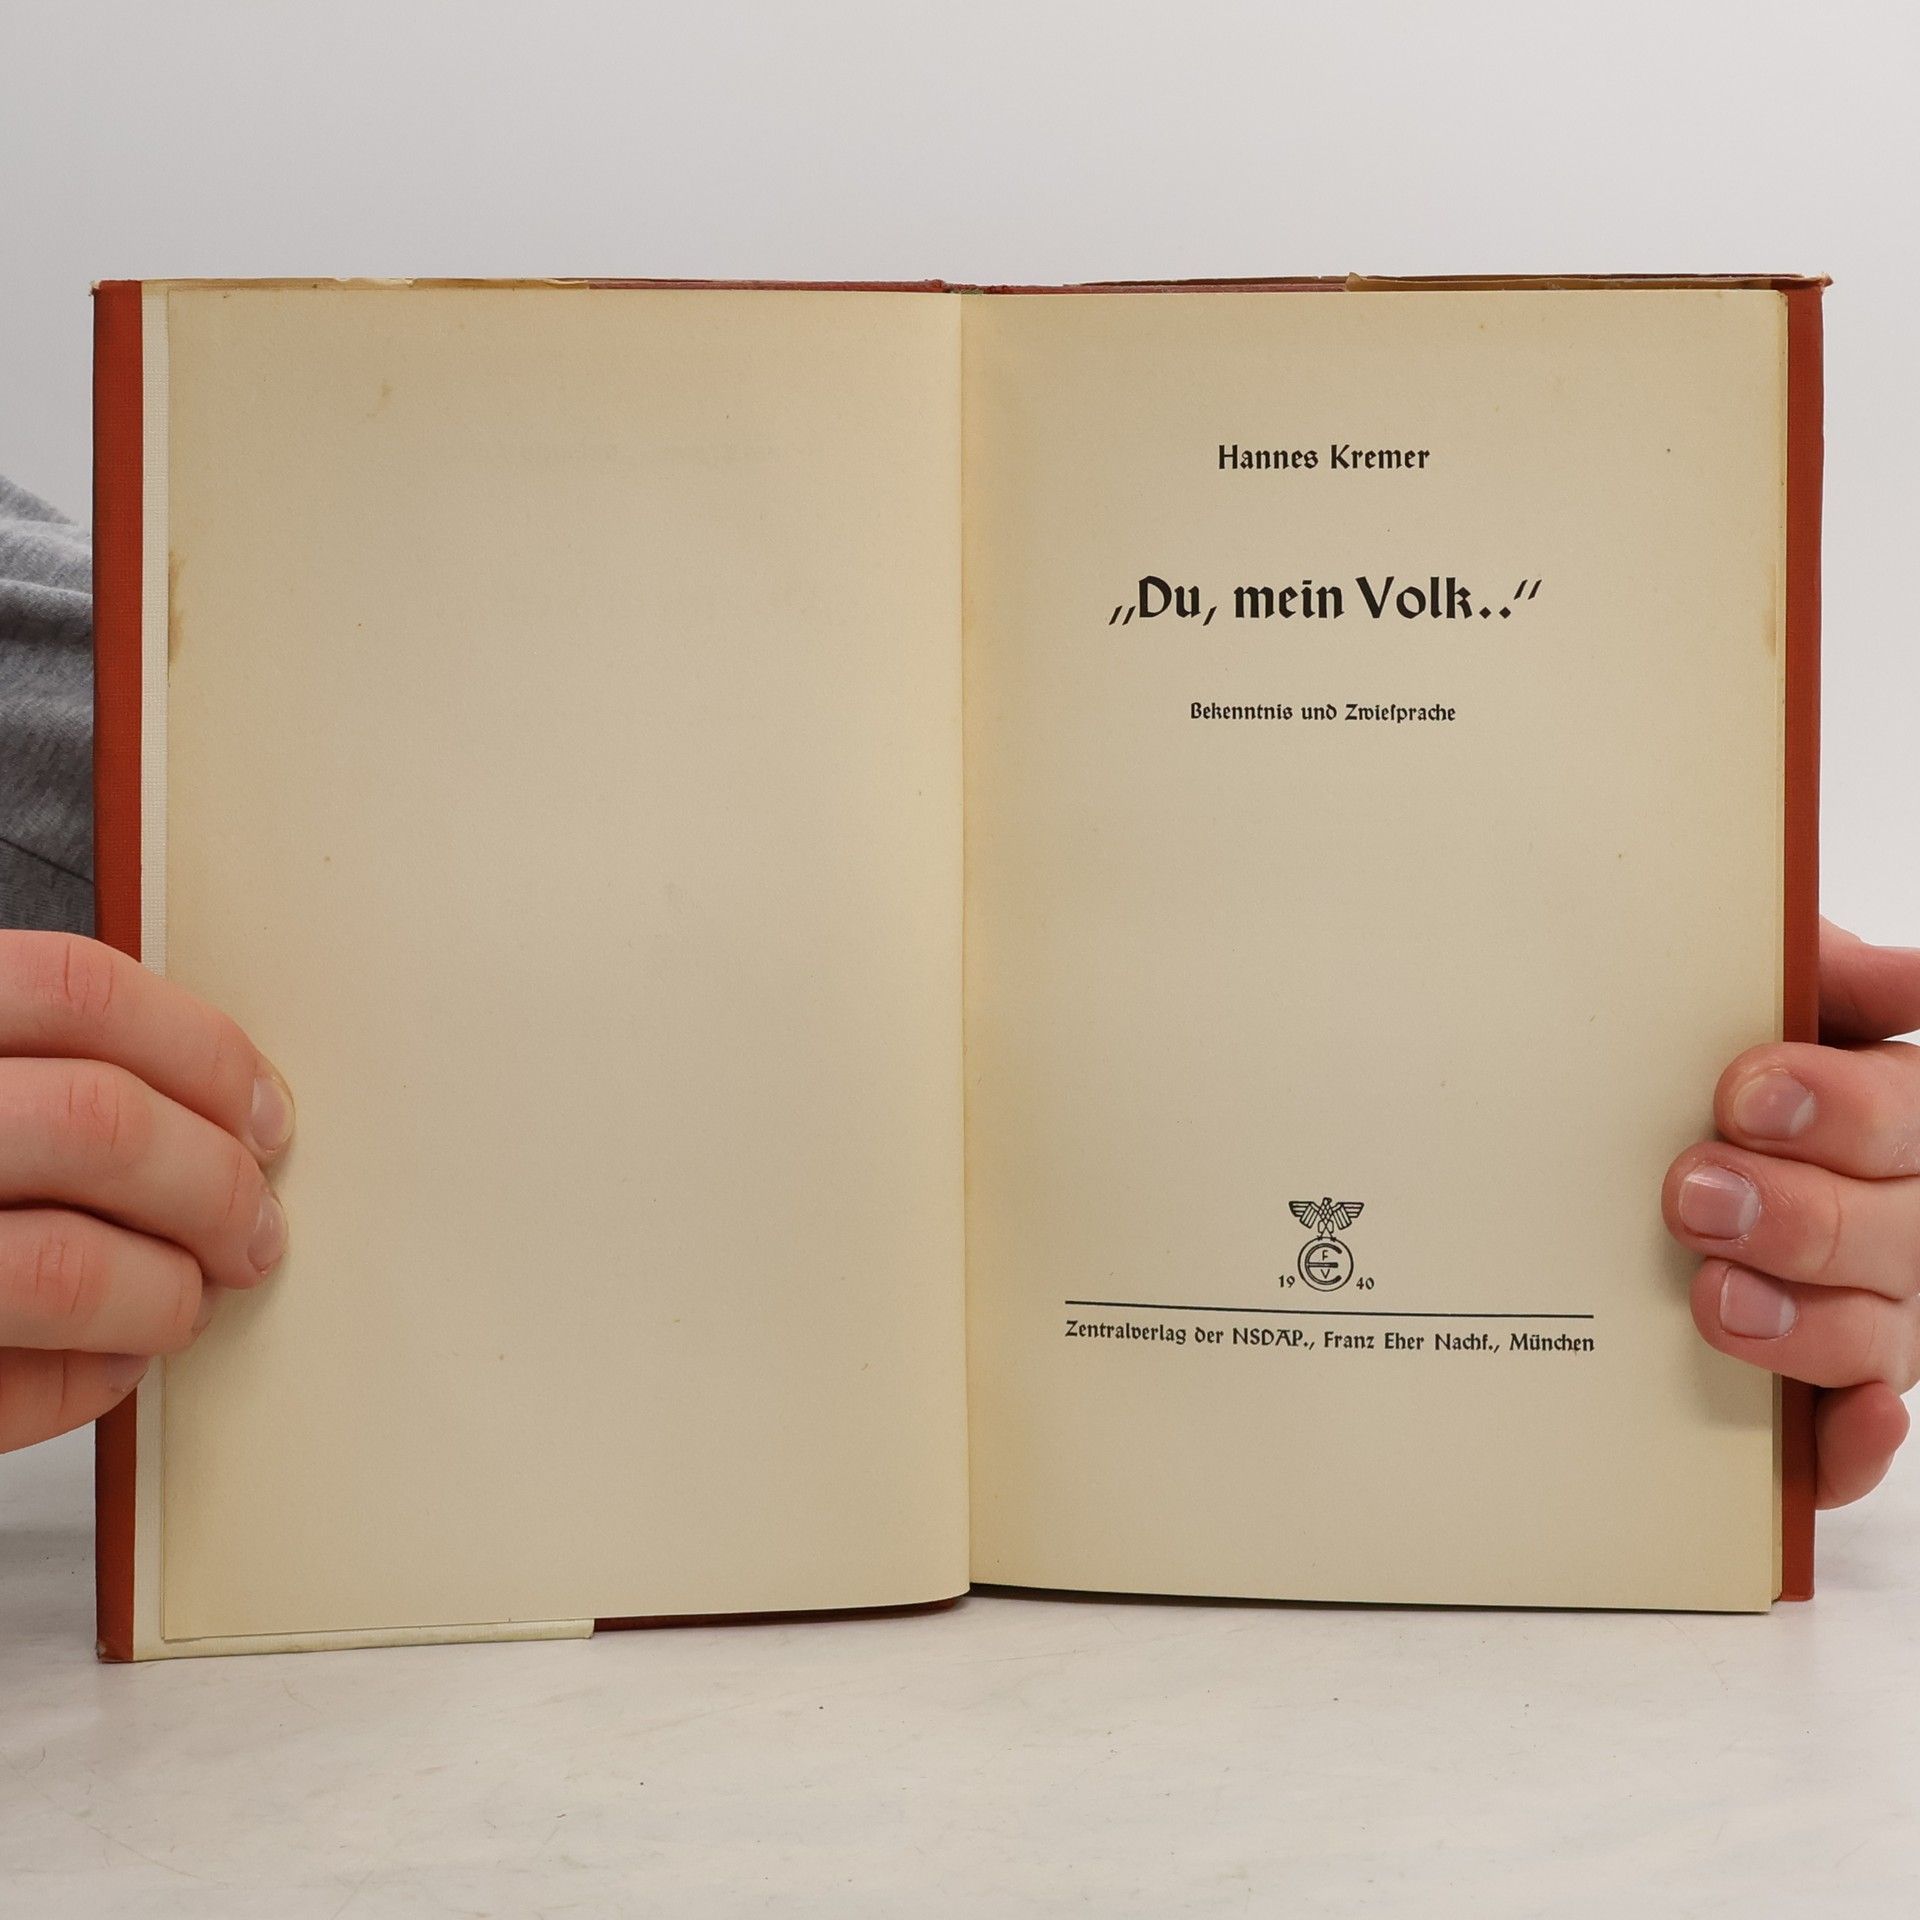 Hannes Kremer
„Du, mein Volk..“
Bekenntnis und Zwieſprache
F
E
V
19 40
Zentralverlag der NSDAP., Franz Eher Nachf., München